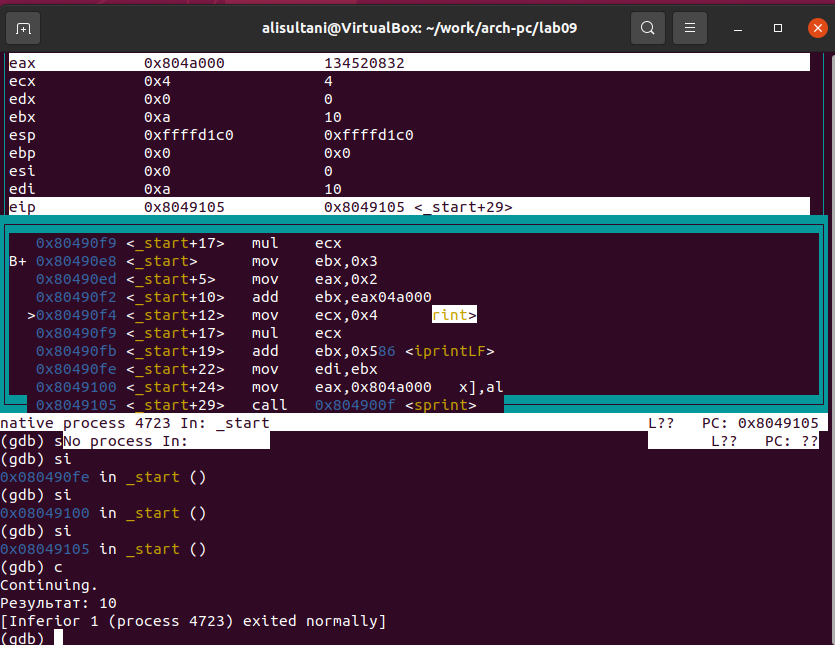 alisultani@VirtualBox: ~/work/arch-pc/lab09
eax 0x804a000 134520832
ecx 0x4 4
edx 0x0 0
ebx 0xa 10
esp 0xffffd1c0 0xffffd1c0
ebp 0x0 0x0
esi 0x0 0
edi 0xa 10
eip 0x8049105 0x8049105 <_start+29>
0x80490f9 <_start+17> mul ecx
B+ 0x80490e8 <_start> mov ebx,0x3
0x80490ed <_start+5> mov eax,0x2
0x80490f2 <_start+10> add ebx,eax04a000
>0x80490f4 <_start+12> mov ecx,0x4 rint>
0x80490f9 <_start+17> mul ecx
0x80490fb <_start+19> add ebx,0x586 <iprintLF>
0x80490fe <_start+22> mov edi,ebx
0x8049100 <_start+24> mov eax,0x804a000 x],al
0x8049105 <_start+29> call 0x804900f <sprint>
native process 4723 In: _start L?? PC: 0x8049105
(gdb) sNo process In: L?? PC: ??
(gdb) si
0x080490fe in _start ()
(gdb) si
0x08049100 in _start ()
(gdb) si
0x08049105 in _start ()
(gdb) c
Continuing.
Результат: 10
[Inferior 1 (process 4723) exited normally]
(gdb)